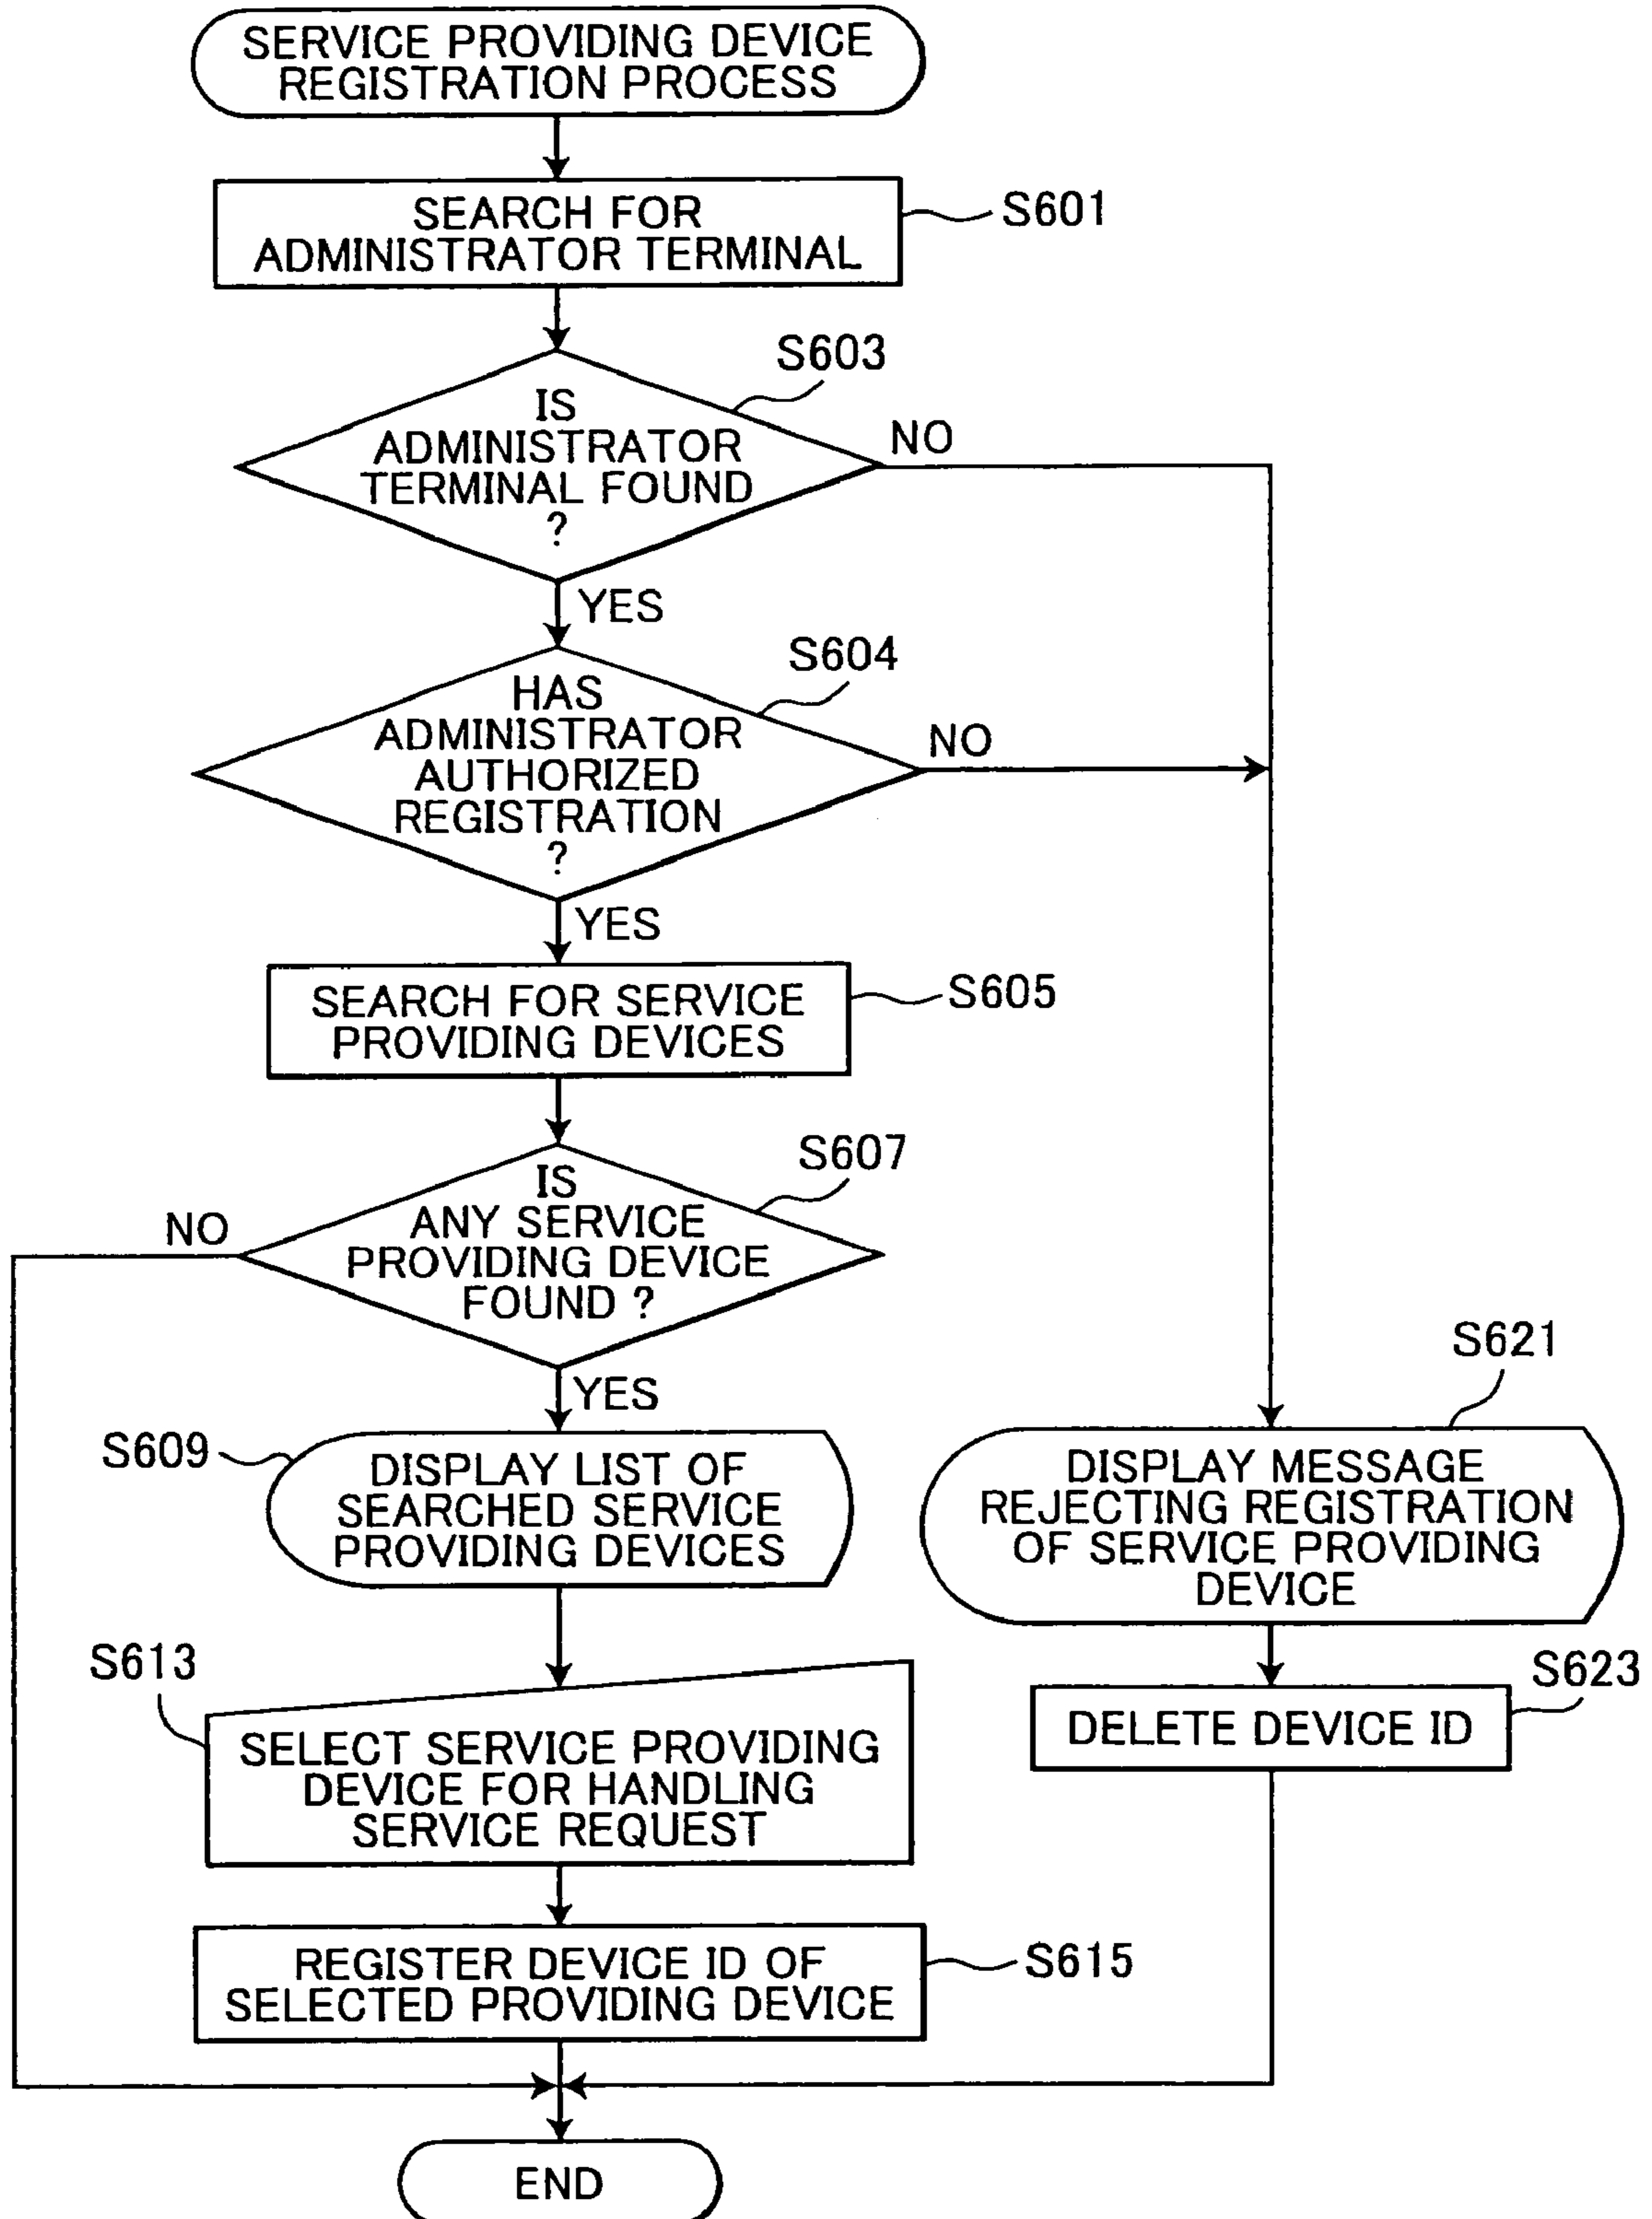 SERVICE PROVIDING DEVICE
REGISTRATION PROCESS
SEARCH FOR
ADMINISTRATOR TERMINAL
S601
S603
IS
ADMINISTRATOR
TERMINAL FOUND
?
NO
YES
S604
HAS
ADMINISTRATOR
AUTHORIZED
REGISTRATION
?
NO
YES
SEARCH FOR SERVICE
PROVIDING DEVICES
S605
S607
IS
ANY SERVICE
PROVIDING DEVICE
FOUND ?
NO
YES
S609
DISPLAY LIST OF
SEARCHED SERVICE
PROVIDING DEVICES
S621
DISPLAY MESSAGE
REJECTING REGISTRATION
OF SERVICE PROVIDING
DEVICE
S613
SELECT SERVICE PROVIDING
DEVICE FOR HANDLING
SERVICE REQUEST
S623
DELETE DEVICE ID
REGISTER DEVICE ID OF
SELECTED PROVIDING DEVICE
S615
END